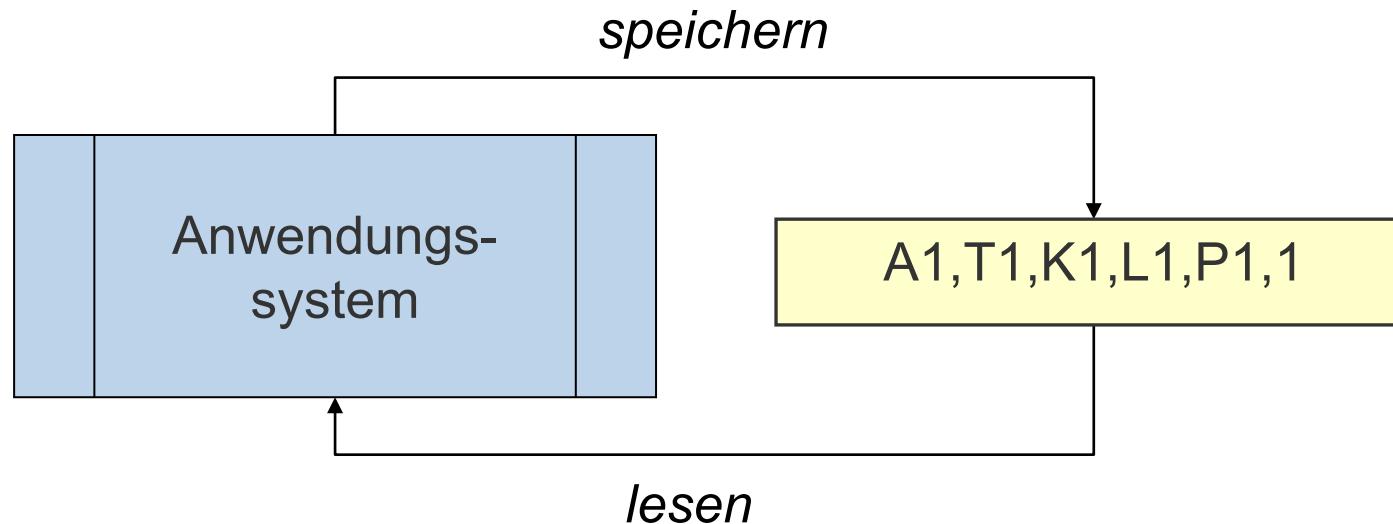 speichern
Anwendungs-
system
A1,T1,K1,L1,P1,1
lesen